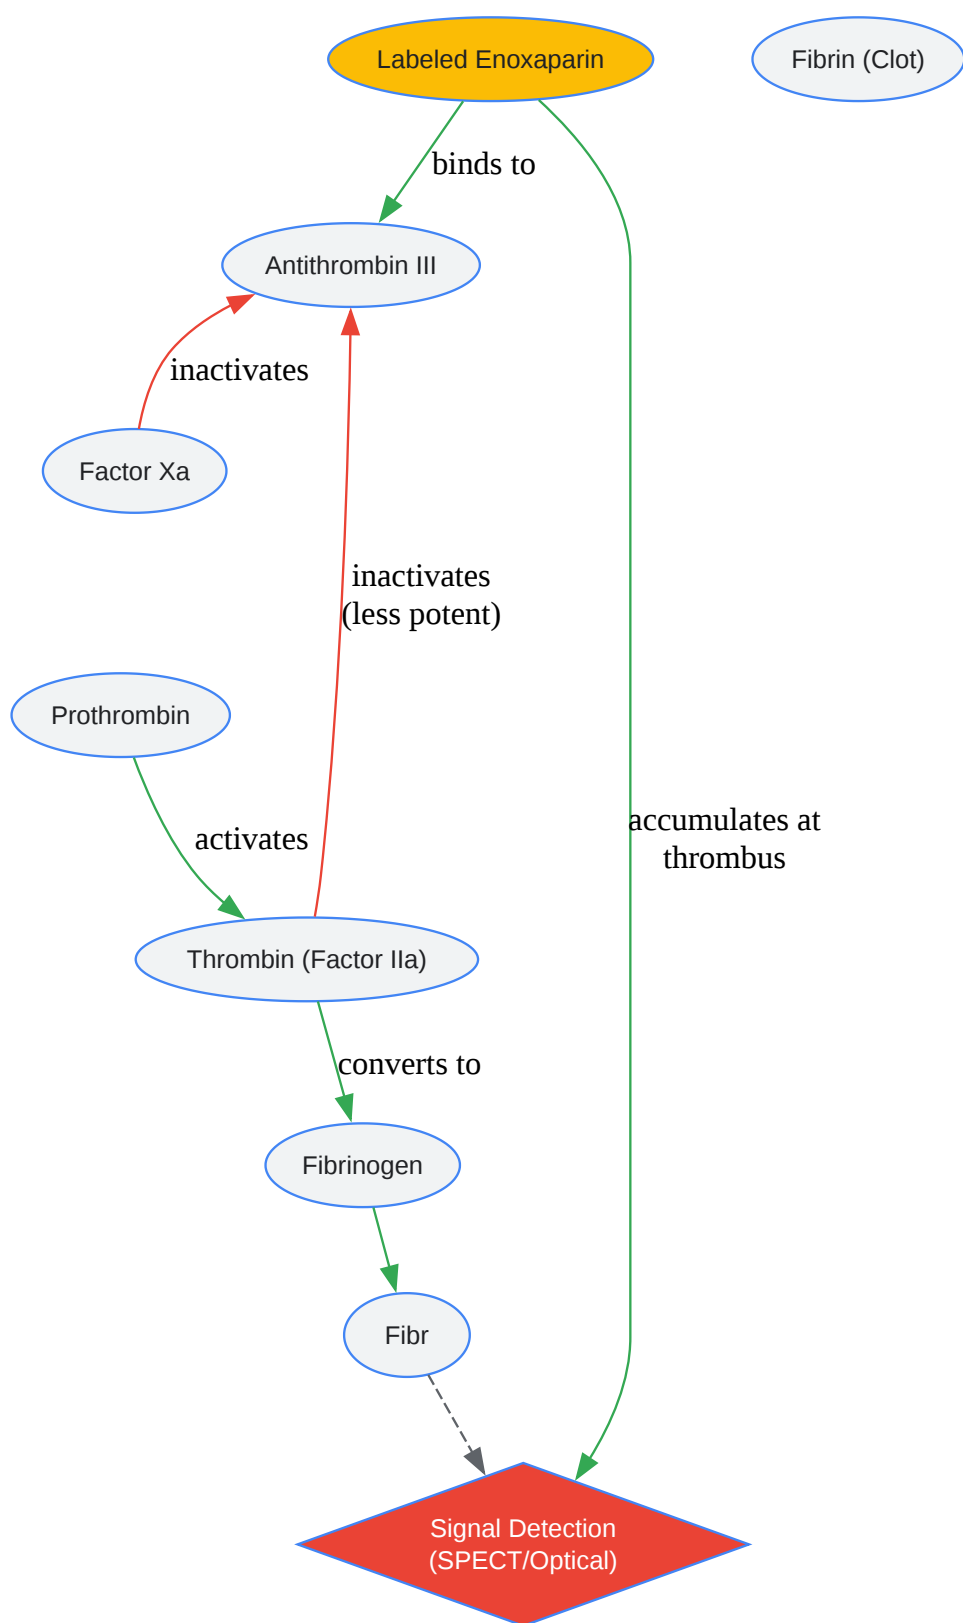 Labeled Enoxaparin
Fibrin (Clot)
binds to
Antithrombin III
inactivates
Factor Xa
inactivates
(less potent)
Prothrombin
activates
accumulates at
thrombus
Thrombin (Factor IIa)
converts to
Fibrinogen
Fibr
Signal Detection
(SPECT/Optical)